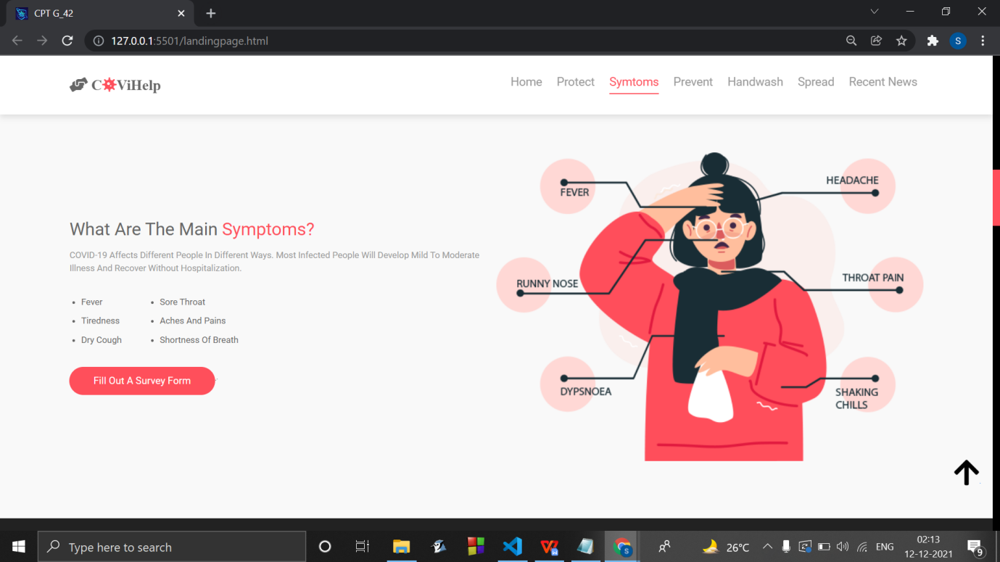 CPT G_42
127.0.0.1:5501/landingpage.html
S
CViHelp
Home Protect Symtoms Prevent Handwash Spread Recent News
What Are The Main Symptoms?
COVID-19 Affects Different People In Different Ways. Most Infected People Will Develop Mild To Moderate
Illness And Recover Without Hospitalization.
Fever
Tiredness
Dry Cough
Sore Throat
Aches And Pains
Shortness Of Breath
Fill Out A Survey Form
FEVER
HEADACHE
RUNNY NOSE
THROAT PAIN
DYPSNOEA
SHAKING
CHILLS
Type here to search
W
S
26°C
ENG
02:13
12-12-2021
9